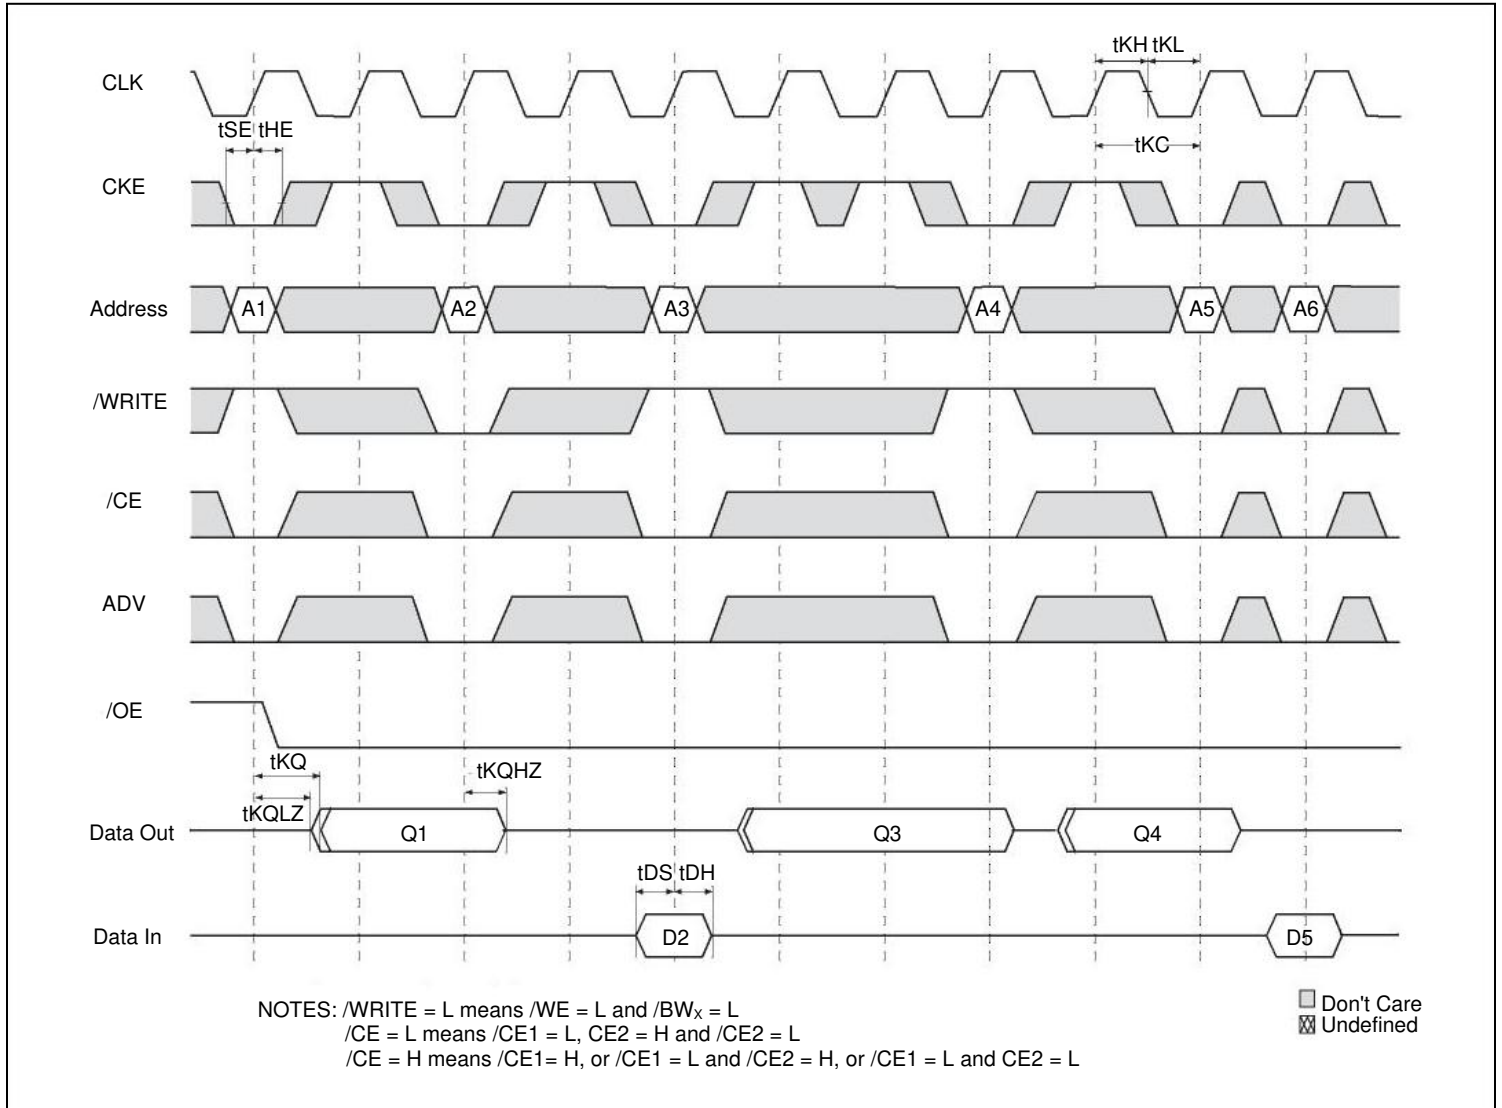 tKH tKL
CLK
tSE tHE
tKC
CKE
Address A1 A2 A3 A4 A5 A6
/WRITE
/CE
ADV
/OE
tKQ
tKQHZ
tKQLZ
Data Out Q1 Q3 Q4
tDS tDH
Data In D2 D5
NOTES: /WRITE = L means /WE = L and /BWX = L
/CE = L means /CE1 = L, CE2 = H and /CE2 = L
/CE = H means /CE1= H, or /CE1 = L and /CE2 = H, or /CE1 = L and CE2 = L
Don't Care
Undefined